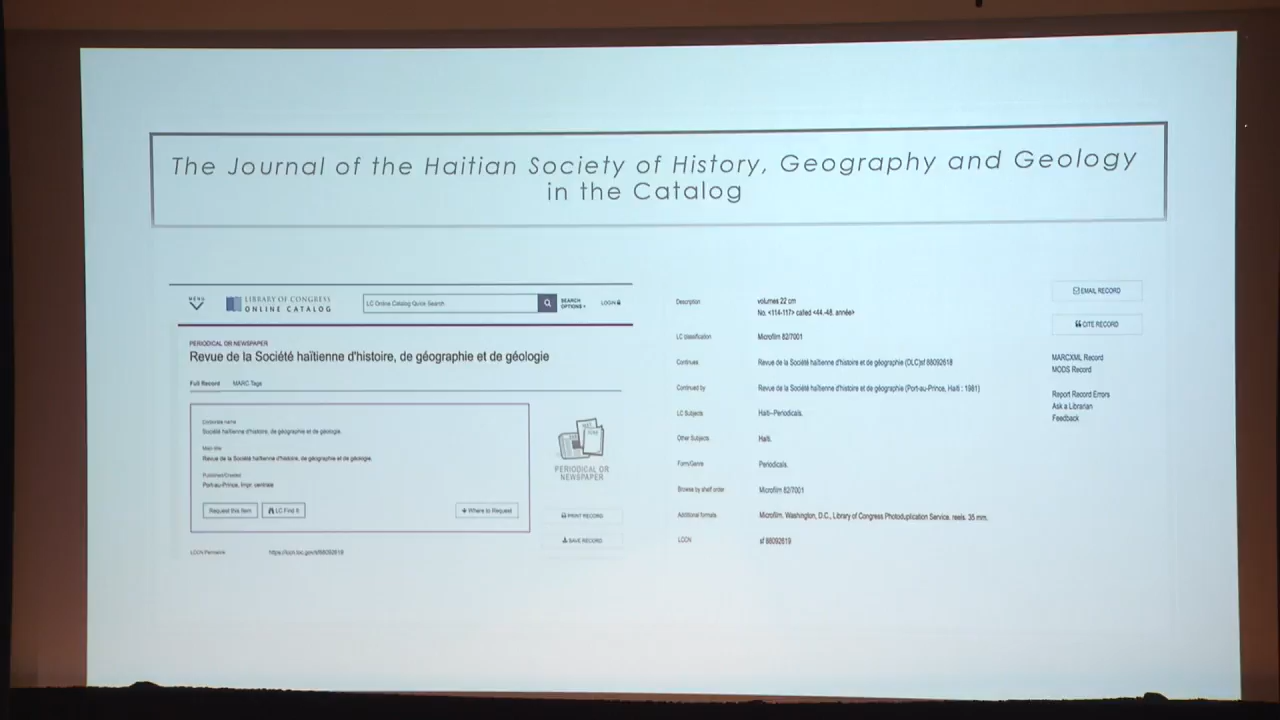 The Journal of the Haitian Society of History, Geography and Geology
in the Catalog
MENU
LIBRARY OF CONGRESS
ONLINE CATALOG
LC Online Catalog Quick Search
SEARCH
OPTIONS
LOGIN
PERIODICAL OR NEWSPAPER
Revue de la Société haïtienne d'histoire, de géographie et de géologie
Full Record MARC Tags
Corporate name
Société haïtienne d'histoire, de géographie et de géologie.
Main title
Revue de la Société haïtienne d'histoire, de géographie et de géologie.
Published/Created
Port-au-Prince, Impr. centrale
Request this Item
LC Find It
Where to Request
PERIODICAL OR
NEWSPAPER
PRINT RECORD
SAVE RECORD
LCCN Permalink https://lccn.loc.gov/sf88092619
Description volumes 22 cm
No. <114-117> called <44.-48. année>
LC classification Microfilm 82/7001
Continues Revue de la Société haïtienne d'histoire et de géographie (OLC)sf 88092618
Continued by Revue de la Société haïtienne d'histoire et de géographie (Port-au-Prince, Haiti : 1981)
LC Subjects Haiti--Periodicals.
Other Subjects Haiti.
Form/Genre Periodicals.
Browse by shelf order Microfilm 82/7001
Additional formats Microfilm. Washington, D.C., Library of Congress Photoduplication Service. reels. 35 mm.
LCCN sf 88092619
EMAIL RECORD
CITE RECORD
MARCXML Record
MODS Record
Report Record Errors
Ask a Librarian
Feedback